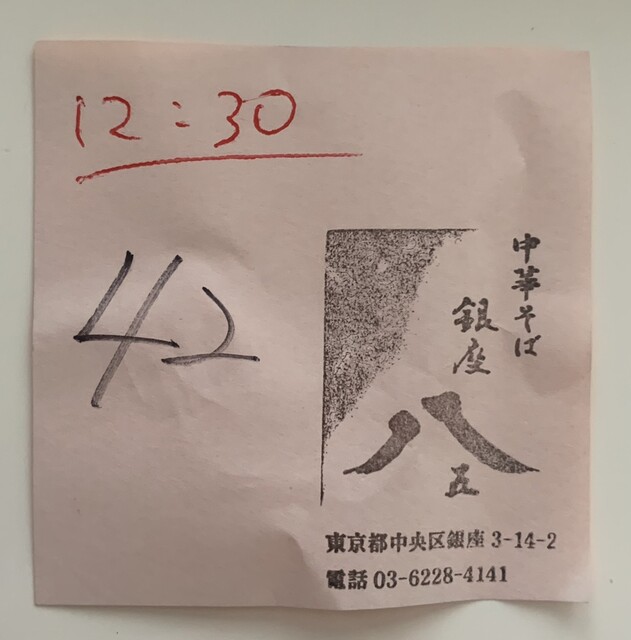 12:30
42
中華そば
銀座
八五
東京都中央区銀座 3-14-2
電話 03-6228-4141